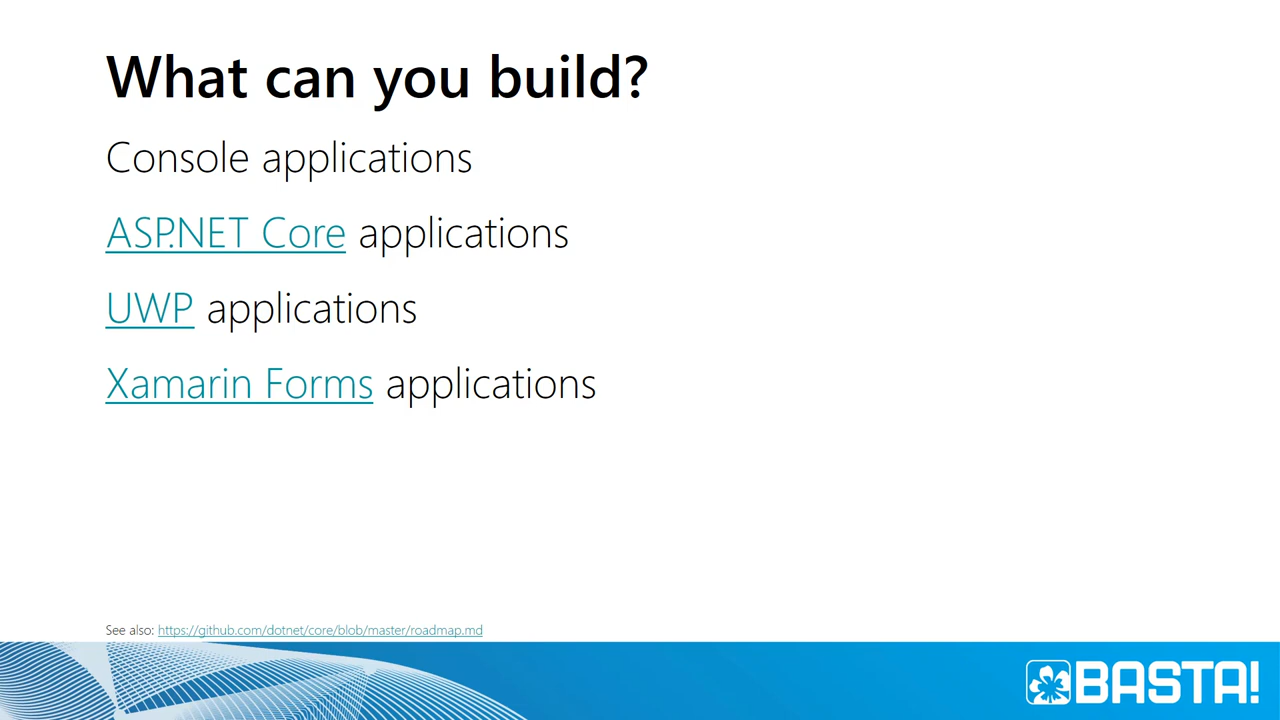 What can you build?
Console applications
ASP.NET Core applications
UWP applications
Xamarin Forms applications
See also: https://github.com/dotnet/core/blob/master/roadmap.md
BASTA!